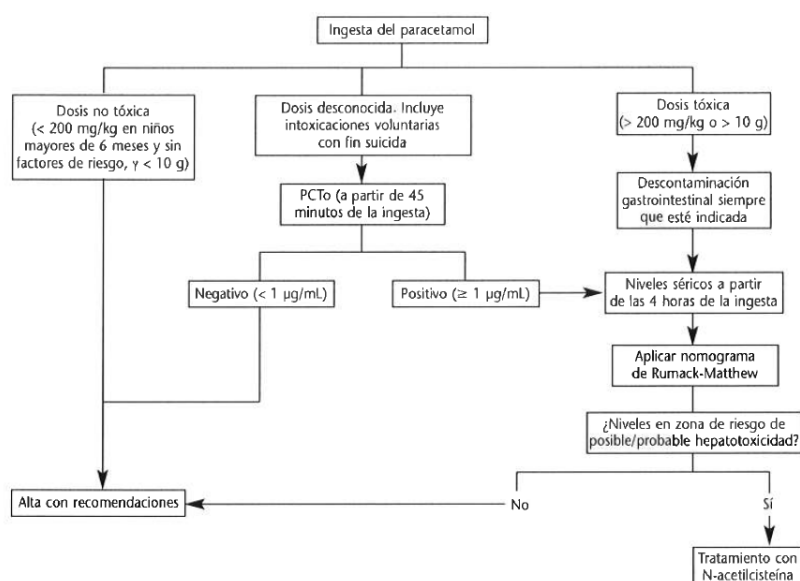 Ingesta del paracetamol
Dosis no tóxica
(< 200 mg/kg en niños
mayores de 6 meses y sin
factores de riesgo, y < 10 g)
Dosis desconocida. Incluye
intoxicaciones voluntarias
con fin suicida
Dosis tóxica
(> 200 mg/kg o > 10 g)
PCTo (a partir de 45
minutos de la ingesta)
Descontaminación
gastrointestinal siempre
que esté indicada
Negativo (< 1 µg/mL)
Positivo (≥ 1 µg/mL)
Niveles séricos a partir
de las 4 horas de la ingesta
Aplicar nomograma
de Rumack-Matthew
¿Niveles en zona de riesgo de
posible/probable hepatotoxicidad?
Alta con recomendaciones
No
Sí
Tratamiento con
N-acetilcisteína